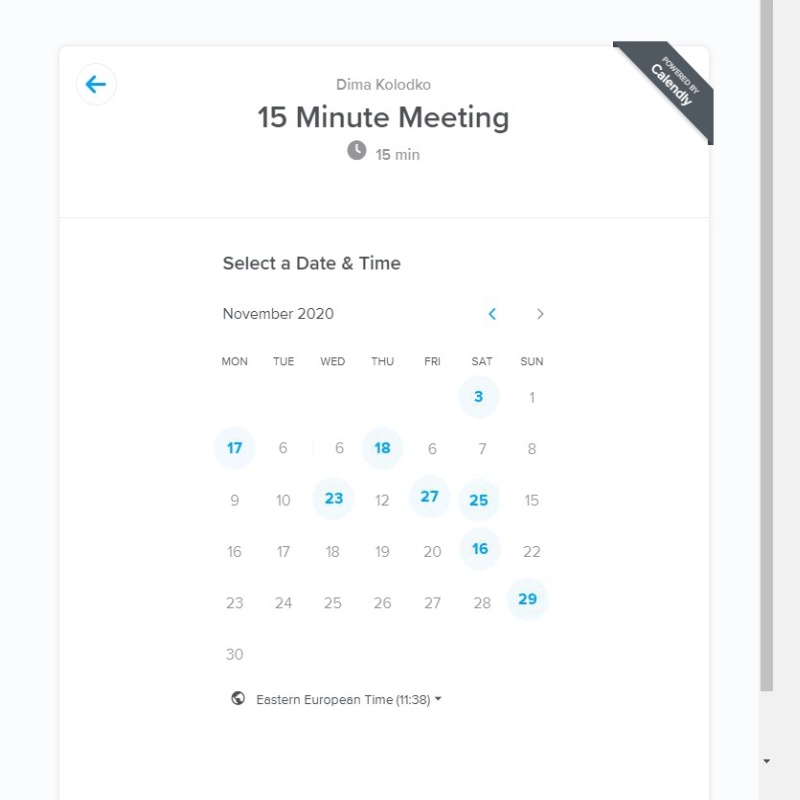 POWERED BY
Calendly
Dima Kolodko
15 Minute Meeting
15 min
Select a Date & Time
November 2020
MON TUE WED THU FRI SAT SUN
3 1
17 6 6 18 6 7 8
9 10 23 12 27 25 15
16 17 18 19 20 16 22
23 24 25 26 27 28 29
30
Eastern European Time (11:38)